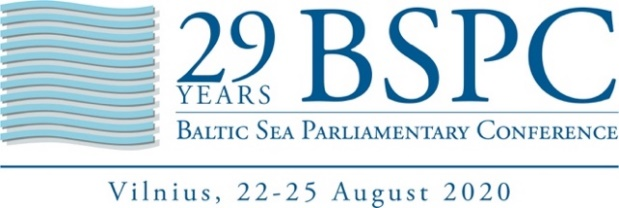 29 BSPC
YEARS
BALTIC SEA PARLIAMENTARY CONFERENCE
Vilnius, 22-25 August 2020